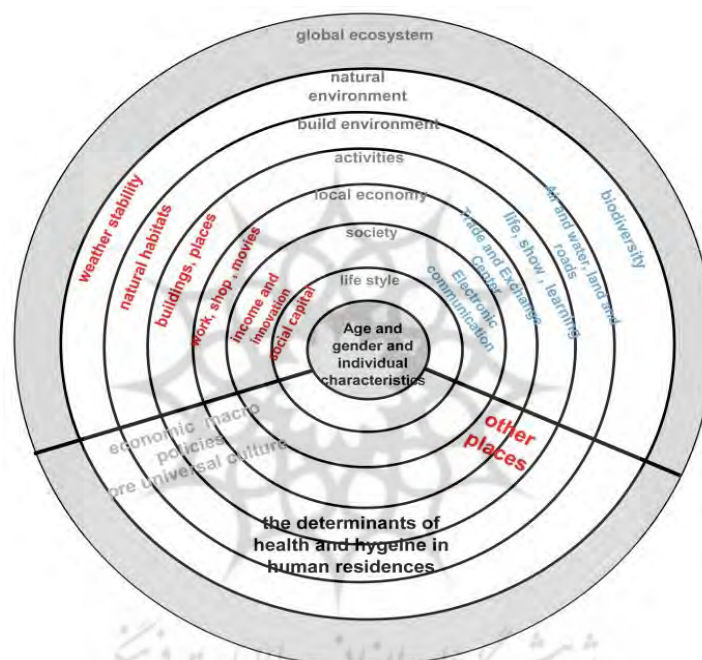 global ecosystem
natural
environment
build environment
activities
local economy
society
life style
Age and
gender and
individual
characteristics
weather stability
natural habitats
buildings, places
work, shop , movies
income and
innovation
social capital
biodiversity
Air and water, land and
roads
life, show , learning
Trade and Exchange
Center
Electronic
communication
economic macro
policies
pre universal culture
other
places
the determinants of
health and hygeine in
human residences